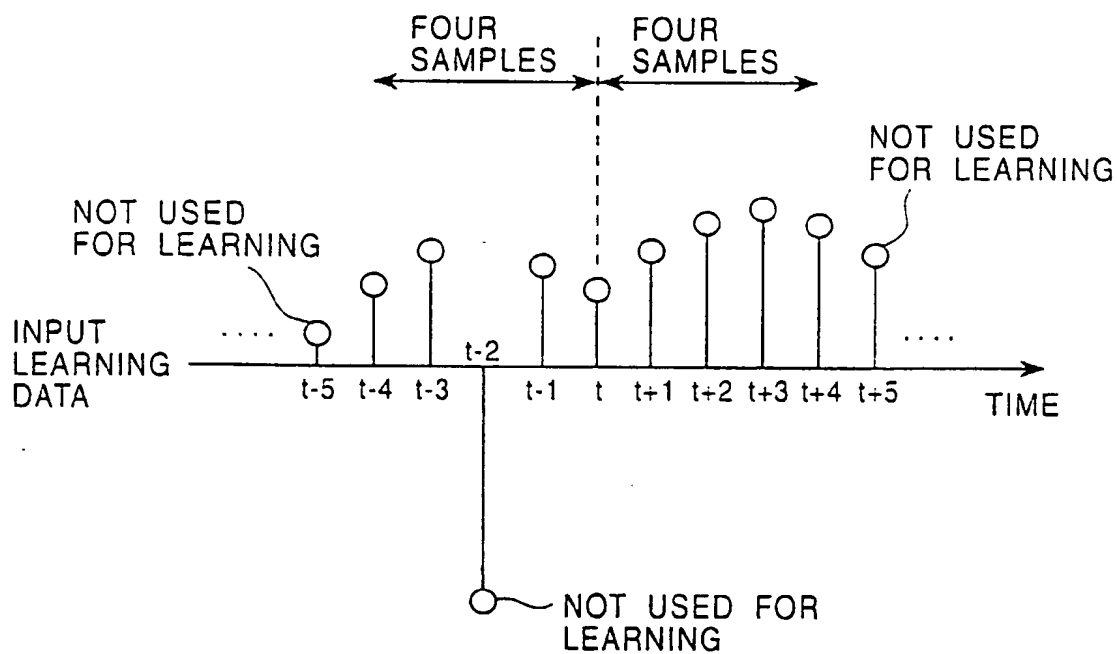 FOUR
SAMPLES
FOUR
SAMPLES
NOT USED
FOR LEARNING
NOT USED
FOR LEARNING
INPUT
LEARNING
DATA
....
....
t-5 t-4 t-3 t-2 t-1 t t+1 t+2 t+3 t+4 t+5
TIME
NOT USED FOR
LEARNING